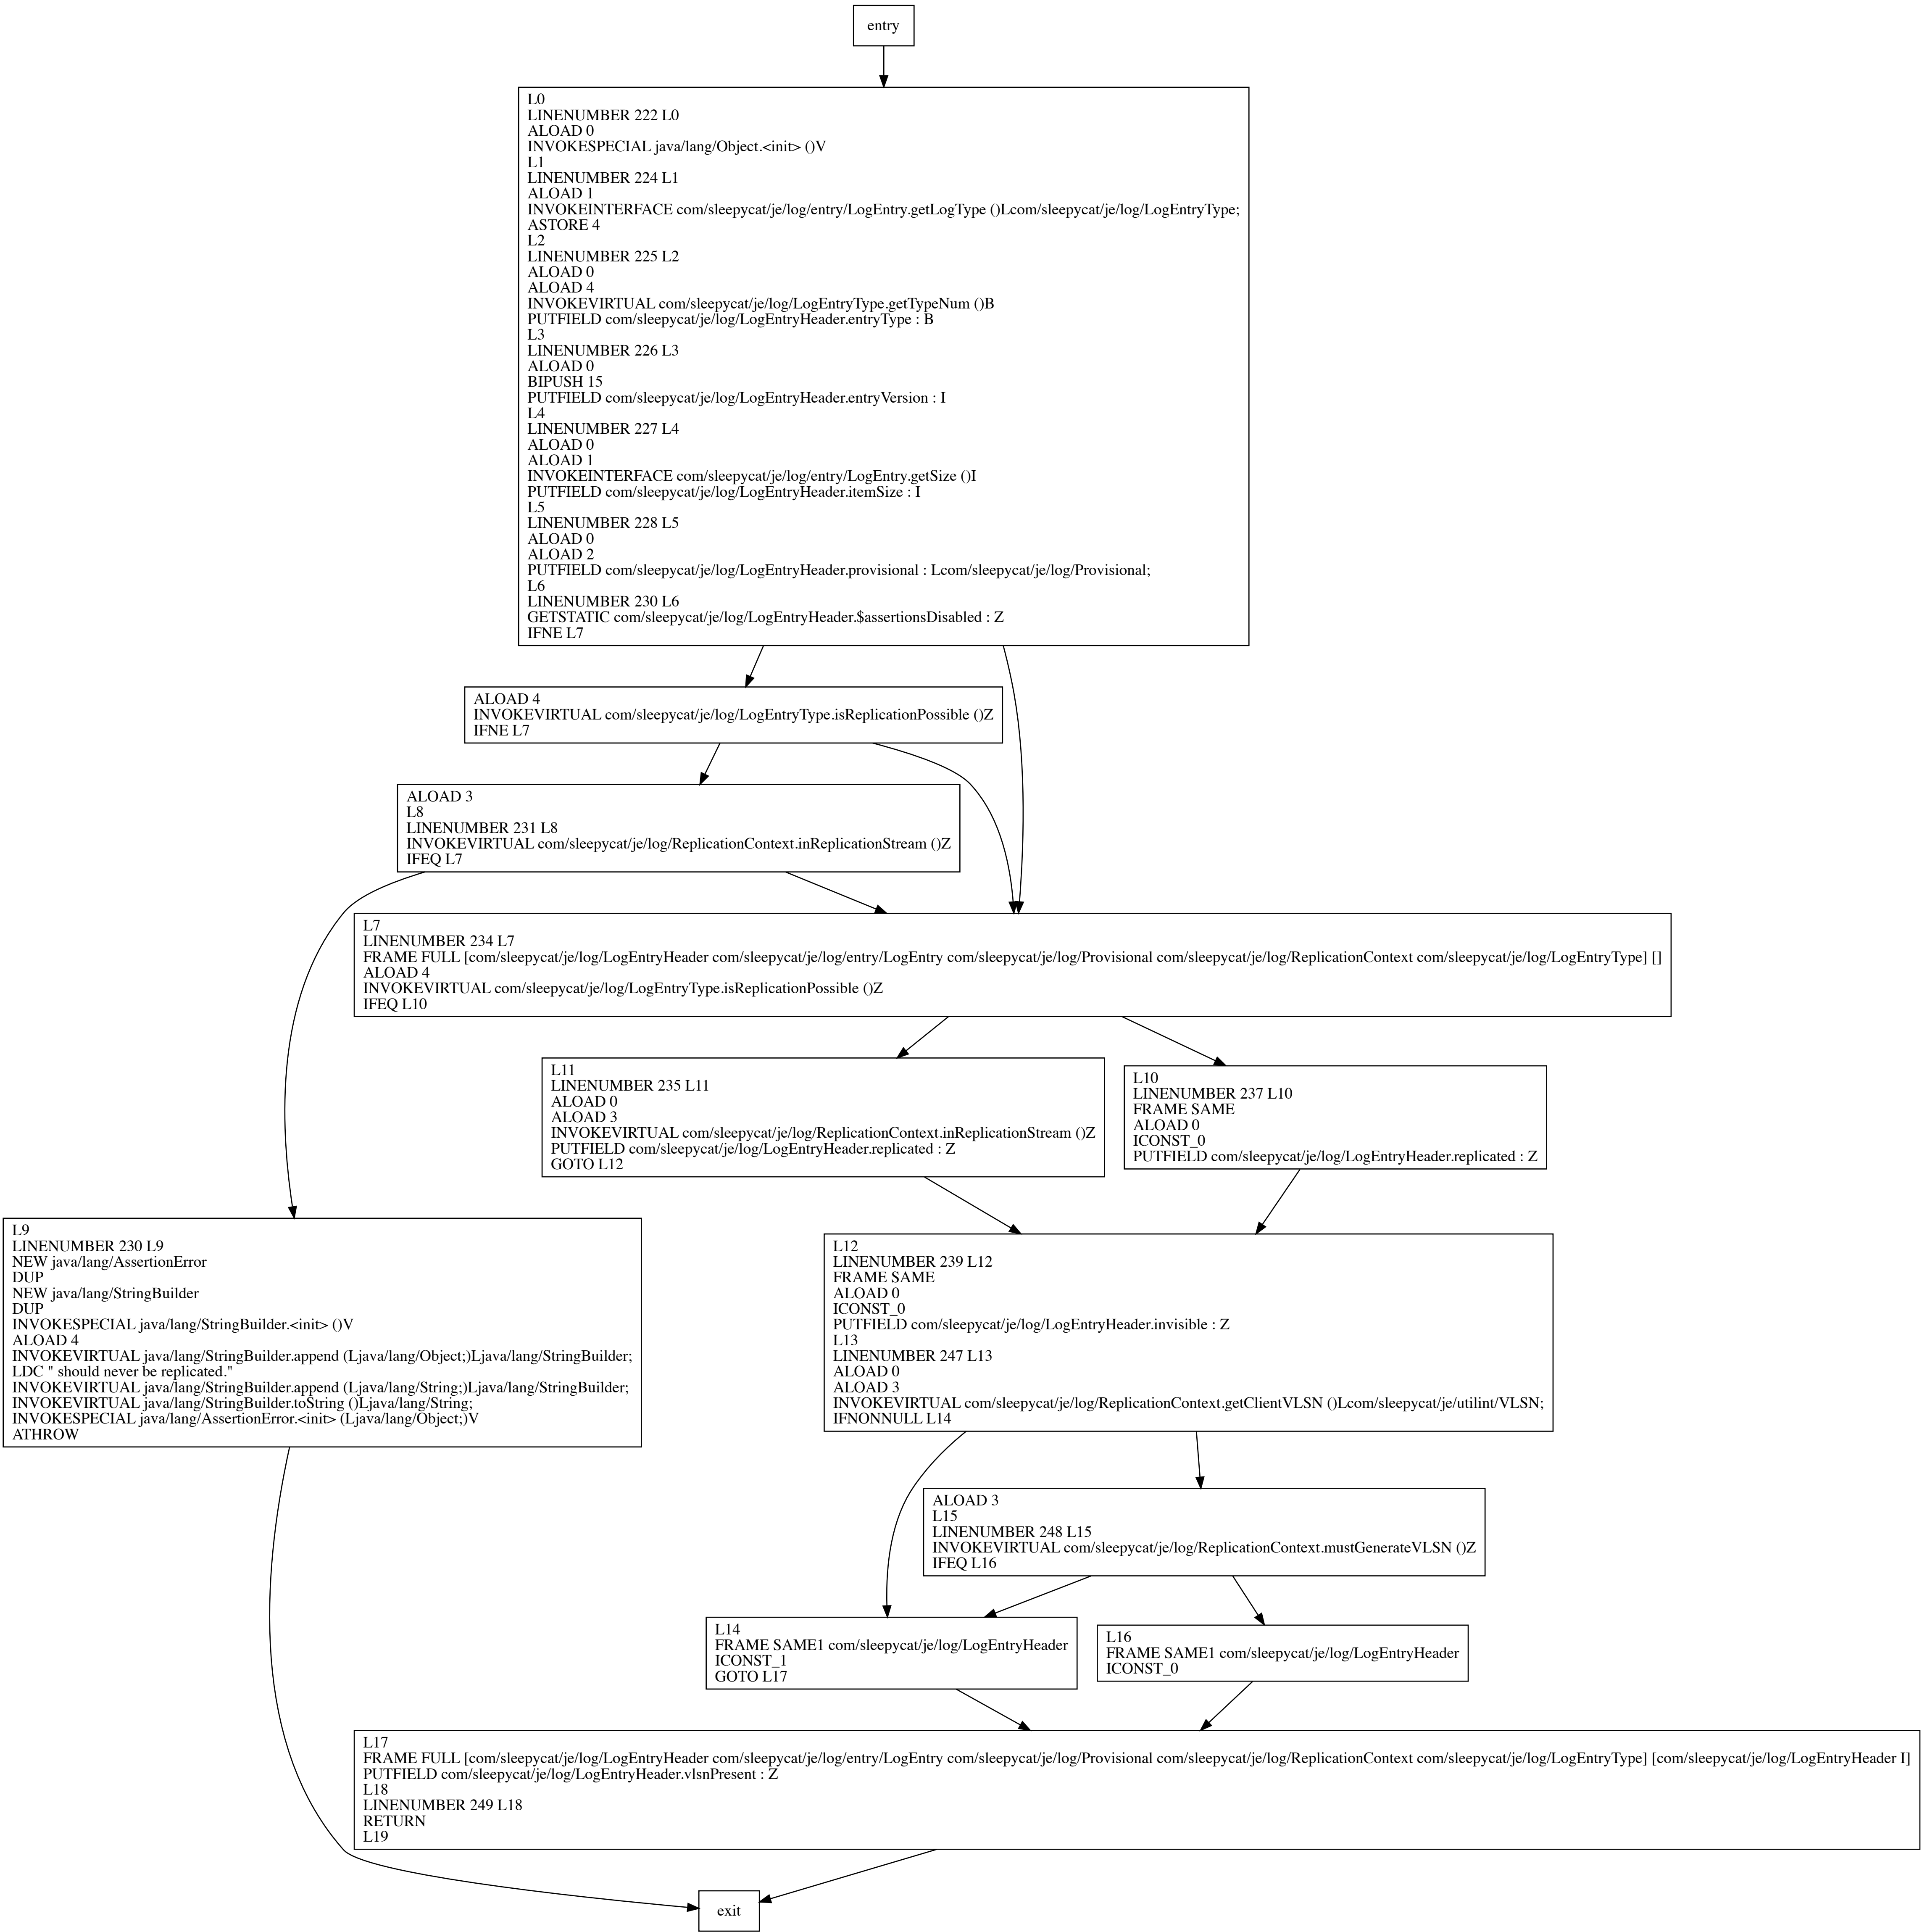 entry
L0
LINENUMBER 222 L0
ALOAD 0
INVOKESPECIAL java/lang/Object.<init> ()V
L1
LINENUMBER 224 L1
ALOAD 1
INVOKEINTERFACE com/sleepycat/je/log/entry/LogEntry.getLogType ()Lcom/sleepycat/je/log/LogEntryType;
ASTORE 4
L2
LINENUMBER 225 L2
ALOAD 0
ALOAD 4
INVOKEVIRTUAL com/sleepycat/je/log/LogEntryType.getTypeNum ()B
PUTFIELD com/sleepycat/je/log/LogEntryHeader.entryType : B
L3
LINENUMBER 226 L3
ALOAD 0
BIPUSH 15
PUTFIELD com/sleepycat/je/log/LogEntryHeader.entryVersion : I
L4
LINENUMBER 227 L4
ALOAD 0
ALOAD 1
INVOKEINTERFACE com/sleepycat/je/log/entry/LogEntry.getSize ()I
PUTFIELD com/sleepycat/je/log/LogEntryHeader.itemSize : I
L5
LINENUMBER 228 L5
ALOAD 0
ALOAD 2
PUTFIELD com/sleepycat/je/log/LogEntryHeader.provisional : Lcom/sleepycat/je/log/Provisional;
L6
LINENUMBER 230 L6
GETSTATIC com/sleepycat/je/log/LogEntryHeader.$assertionsDisabled : Z
IFNE L7
ALOAD 4
INVOKEVIRTUAL com/sleepycat/je/log/LogEntryType.isReplicationPossible ()Z
IFNE L7
ALOAD 3
L8
LINENUMBER 231 L8
INVOKEVIRTUAL com/sleepycat/je/log/ReplicationContext.inReplicationStream ()Z
IFEQ L7
L7
LINENUMBER 234 L7
FRAME FULL [com/sleepycat/je/log/LogEntryHeader com/sleepycat/je/log/entry/LogEntry com/sleepycat/je/log/Provisional com/sleepycat/je/log/ReplicationContext com/sleepycat/je/log/LogEntryType] []
ALOAD 4
INVOKEVIRTUAL com/sleepycat/je/log/LogEntryType.isReplicationPossible ()Z
IFEQ L10
L11
LINENUMBER 235 L11
ALOAD 0
ALOAD 3
INVOKEVIRTUAL com/sleepycat/je/log/ReplicationContext.inReplicationStream ()Z
PUTFIELD com/sleepycat/je/log/LogEntryHeader.replicated : Z
GOTO L12
L10
LINENUMBER 237 L10
FRAME SAME
ALOAD 0
ICONST_0
PUTFIELD com/sleepycat/je/log/LogEntryHeader.replicated : Z
L9
LINENUMBER 230 L9
NEW java/lang/AssertionError
DUP
NEW java/lang/StringBuilder
DUP
INVOKESPECIAL java/lang/StringBuilder.<init> ()V
ALOAD 4
INVOKEVIRTUAL java/lang/StringBuilder.append (Ljava/lang/Object;)Ljava/lang/StringBuilder;
LDC " should never be replicated."
INVOKEVIRTUAL java/lang/StringBuilder.append (Ljava/lang/String;)Ljava/lang/StringBuilder;
INVOKEVIRTUAL java/lang/StringBuilder.toString ()Ljava/lang/String;
INVOKESPECIAL java/lang/AssertionError.<init> (Ljava/lang/Object;)V
ATHROW
L12
LINENUMBER 239 L12
FRAME SAME
ALOAD 0
ICONST_0
PUTFIELD com/sleepycat/je/log/LogEntryHeader.invisible : Z
L13
LINENUMBER 247 L13
ALOAD 0
ALOAD 3
INVOKEVIRTUAL com/sleepycat/je/log/ReplicationContext.getClientVLSN ()Lcom/sleepycat/je/utilint/VLSN;
IFNONNULL L14
ALOAD 3
L15
LINENUMBER 248 L15
INVOKEVIRTUAL com/sleepycat/je/log/ReplicationContext.mustGenerateVLSN ()Z
IFEQ L16
L14
FRAME SAME1 com/sleepycat/je/log/LogEntryHeader
ICONST_1
GOTO L17
L16
FRAME SAME1 com/sleepycat/je/log/LogEntryHeader
ICONST_0
L17
FRAME FULL [com/sleepycat/je/log/LogEntryHeader com/sleepycat/je/log/entry/LogEntry com/sleepycat/je/log/Provisional com/sleepycat/je/log/ReplicationContext com/sleepycat/je/log/LogEntryType] [com/sleepycat/je/log/LogEntryHeader I]
PUTFIELD com/sleepycat/je/log/LogEntryHeader.vlsnPresent : Z
L18
LINENUMBER 249 L18
RETURN
L19
exit